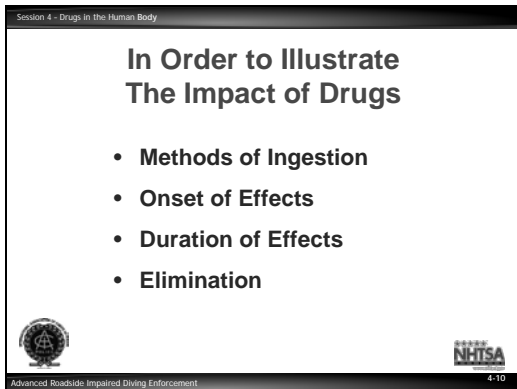 Session 4 - Drugs in the Human Body
In Order to Illustrate
The Impact of Drugs
• Methods of Ingestion
• Onset of Effects
• Duration of Effects
• Elimination
NHTSA
4-10
Advanced Roadside Impaired Diving Enforcement